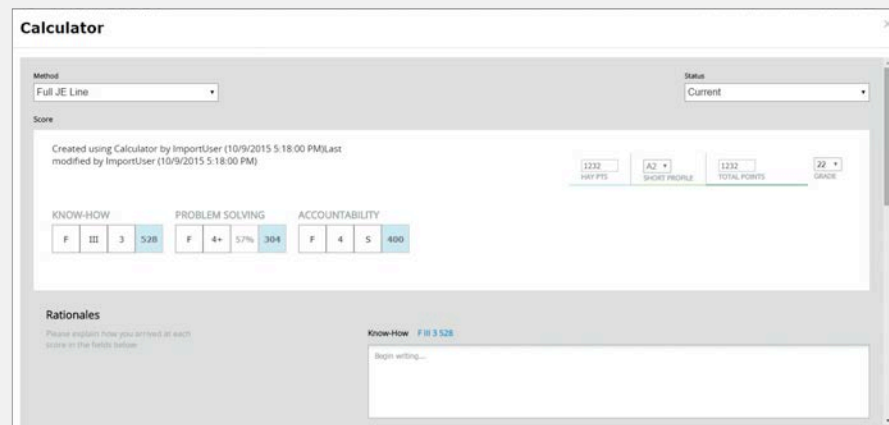 Calculator
Method
Status
Full JE Line
Current
Score
Created using Calculator by ImportUser (10/9/2015 5:18:00 PM)Last
modified by ImportUser (10/9/2015 5:18:00 PM)
1232 A2 1232 22
HAY PTS SHORT PROFILE TOTAL POINTS GRADE
KNOW-HOW PROBLEM SOLVING ACCOUNTABILITY
F III 3 528 F 4+ 57% 304 F 4 S 400
Rationales
Please explain how you arrived at each
score in the fields below
Know-How F III 3 528
Begin writing...